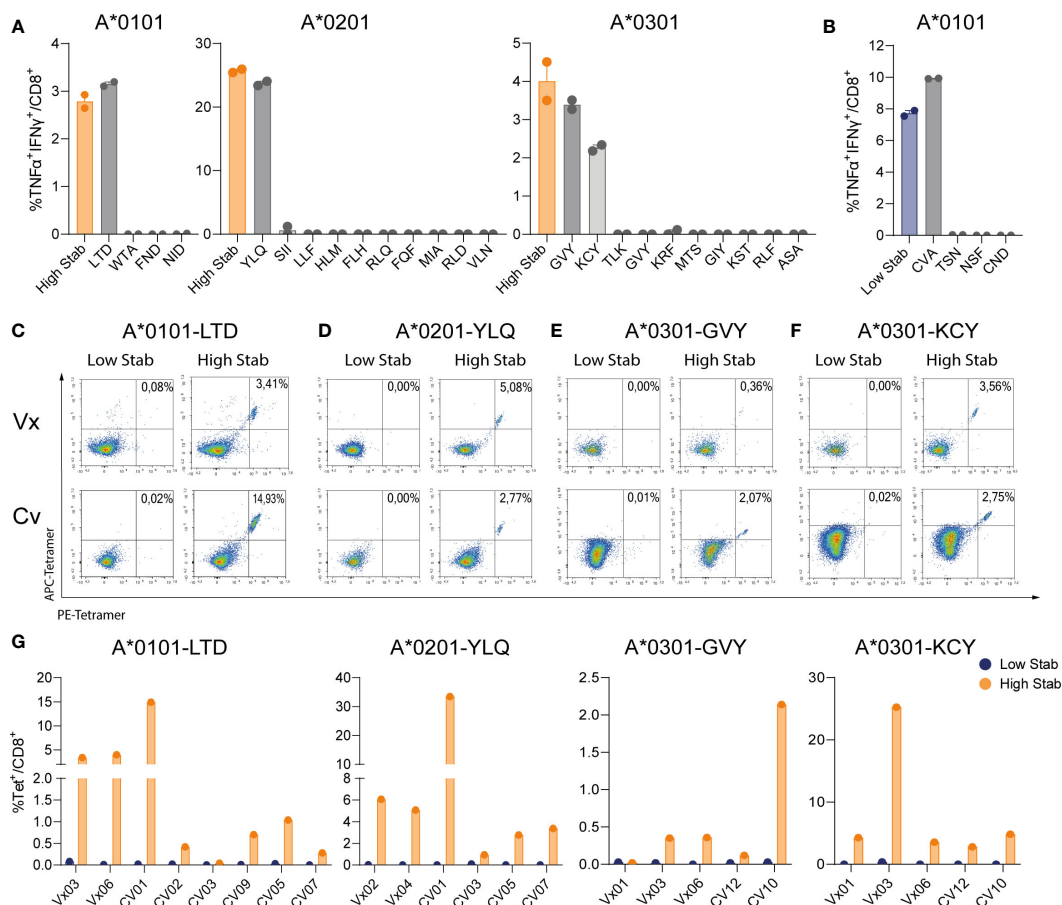 A
A*0101
A*0201
A*0301
B
A*0101
%TNFα⁺IFNγ⁺/CD8⁺
4
3
2
1
0
High Stab
LTD
WTA
FND
NID
30
20
10
0
High Stab
YLQ
SII
LLF
HLM
FLH
RLQ
FQF
MIA
RLD
VLN
5
4
3
2
1
0
High Stab
GVY
KCY
TLK
GVY
KRF
MTS
GIY
KST
RLF
ASA
%TNFα⁺IFNγ⁺/CD8⁺
12
10
8
6
4
2
0
Low Stab
CVA
TSN
NSF
CND
C
A*0101-LTD
D
A*0201-YLQ
E
A*0301-GVY
F
A*0301-KCY
Low Stab
High Stab
Low Stab
High Stab
Low Stab
High Stab
Low Stab
High Stab
Vx
0,08%
3,41%
0,00%
5,08%
0,00%
0,36%
0,00%
3,56%
Cv
0,02%
14,93%
0,00%
2,77%
0,01%
2,07%
0,02%
2,75%
APC-Tetramer
PE-Tetramer
G
A*0101-LTD
A*0201-YLQ
A*0301-GVY
A*0301-KCY
Low Stab
High Stab
%Tet⁺/CD8⁺
20
15
10
5
2.0
1.5
1.0
0.5
0.0
Vx03
Vx06
CV01
CV02
CV03
CV09
CV05
CV07
40
30
20
10
8
6
4
2
0
Vx02
Vx04
CV01
CV03
CV05
CV07
2.5
2.0
1.5
1.0
0.5
0.0
Vx01
Vx03
Vx06
CV12
CV10
30
20
10
0
Vx01
Vx03
Vx06
CV12
CV10